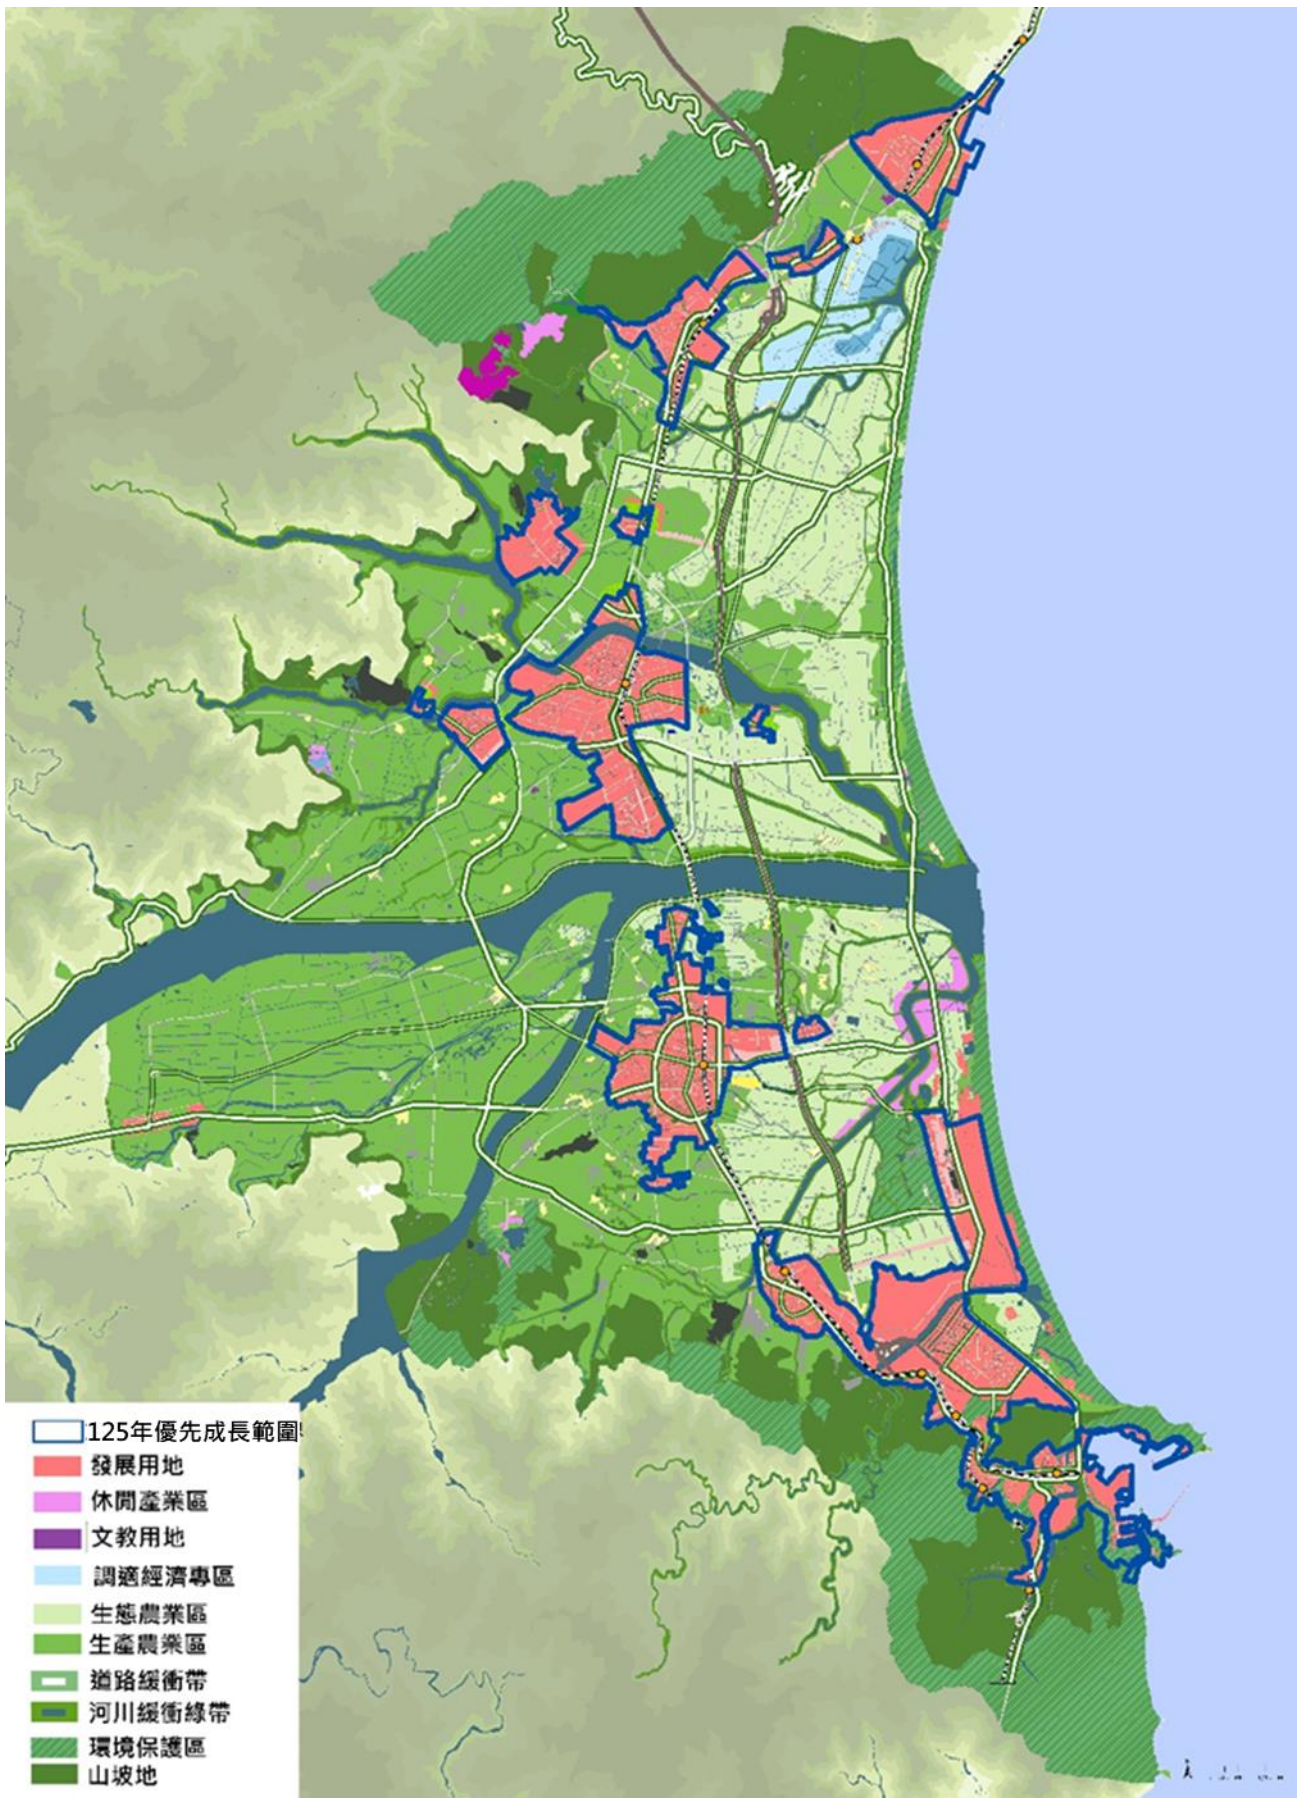 125年優先成長範圍
發展用地
休閒產業區
文教用地
調適經濟專區
生態農業區
生產農業區
道路緩衝帶
河川緩衝綠帶
環境保護區
山坡地